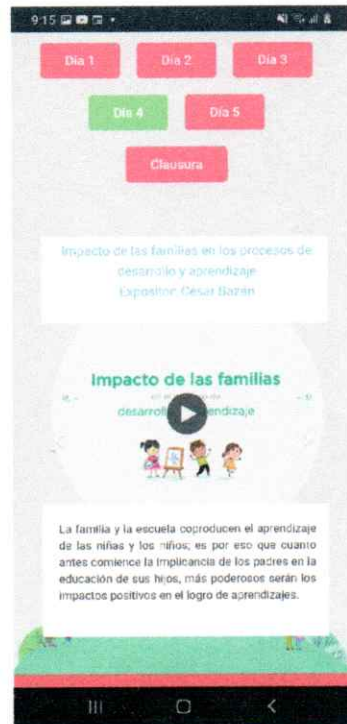 9:15
Día 1 Día 2 Día 3
Día 4 Día 5
Clausura
Impacto de las familias en los procesos de
desarrollo y aprendizaje
Expositor: César Bazán
Impacto de las familias
desarrollo
La familia y la escuela coproducen el aprendizaje
de las niñas y los niños; es por eso que cuanto
antes comience la implicancia de los padres en la
educación de sus hijos, más poderosos serán los
impactos positivos en el logro de aprendizajes.